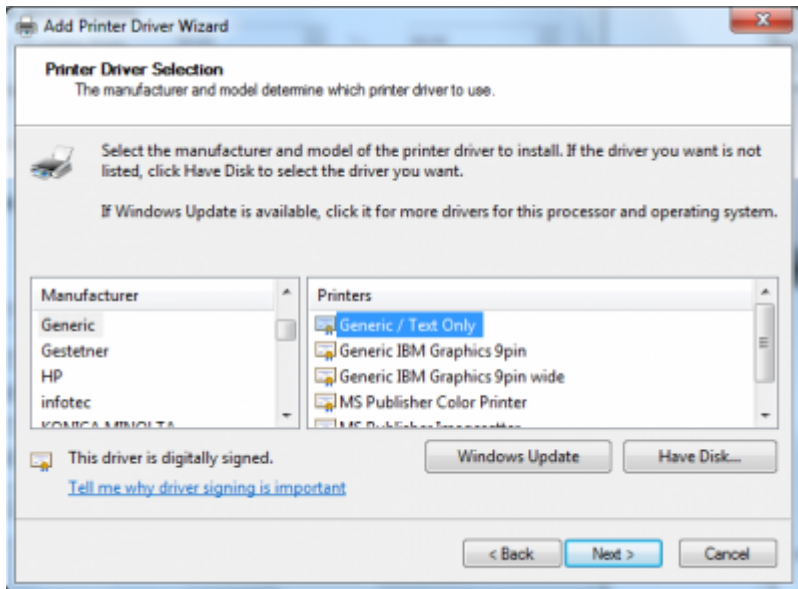 Add Printer Driver Wizard
Printer Driver Selection
The manufacturer and model determine which printer driver to use.
Select the manufacturer and model of the printer driver to install. If the driver you want is not
listed, click Have Disk to select the driver you want.
If Windows Update is available, click it for more drivers for this processor and operating system.
Manufacturer
Generic
Gestetner
HP
infotec
KONICA MINOLTA
Printers
Generic / Text Only
Generic IBM Graphics 9pin
Generic IBM Graphics 9pin wide
MS Publisher Color Printer
MS Publisher Imagesetter
This driver is digitally signed.
Tell me why driver signing is important
Windows Update
Have Disk...
< Back
Next >
Cancel